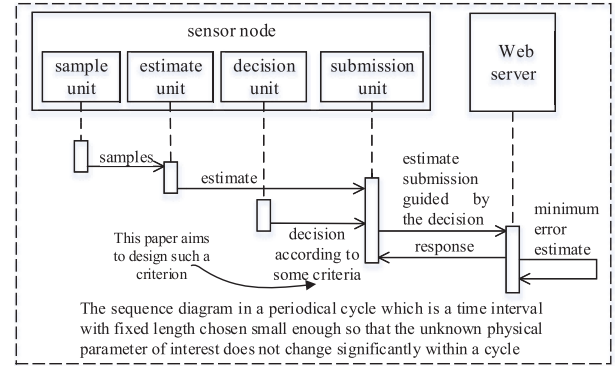 sensor node
sample
unit
estimate
unit
decision
unit
submission
unit
Web
server
samples
estimate
estimate
submission
guided by
the decision
minimum
error
estimate
This paper aims
to design such a
criterion
decision
according to
some criteria
response
The sequence diagram in a periodical cycle which is a time interval
with fixed length chosen small enough so that the unknown physical
parameter of interest does not change significantly within a cycle